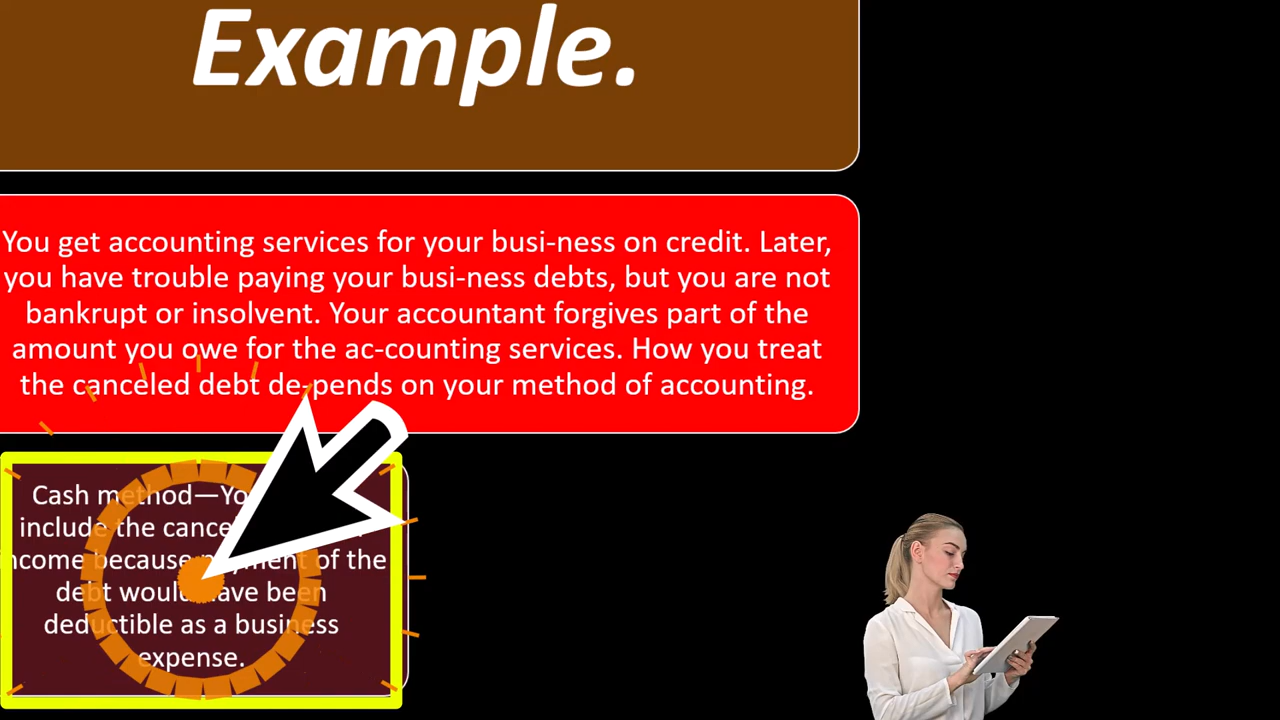 Example.
You get accounting services for your busi-ness on credit. Later,
you have trouble paying your busi-ness debts, but you are not
bankrupt or insolvent. Your accountant forgives part of the
amount you owe for the ac-counting services. How you treat
the canceled debt de-pends on your method of accounting.
Cash method—
include the
income because payment of the
debt would have been
deductible as a business
expense.